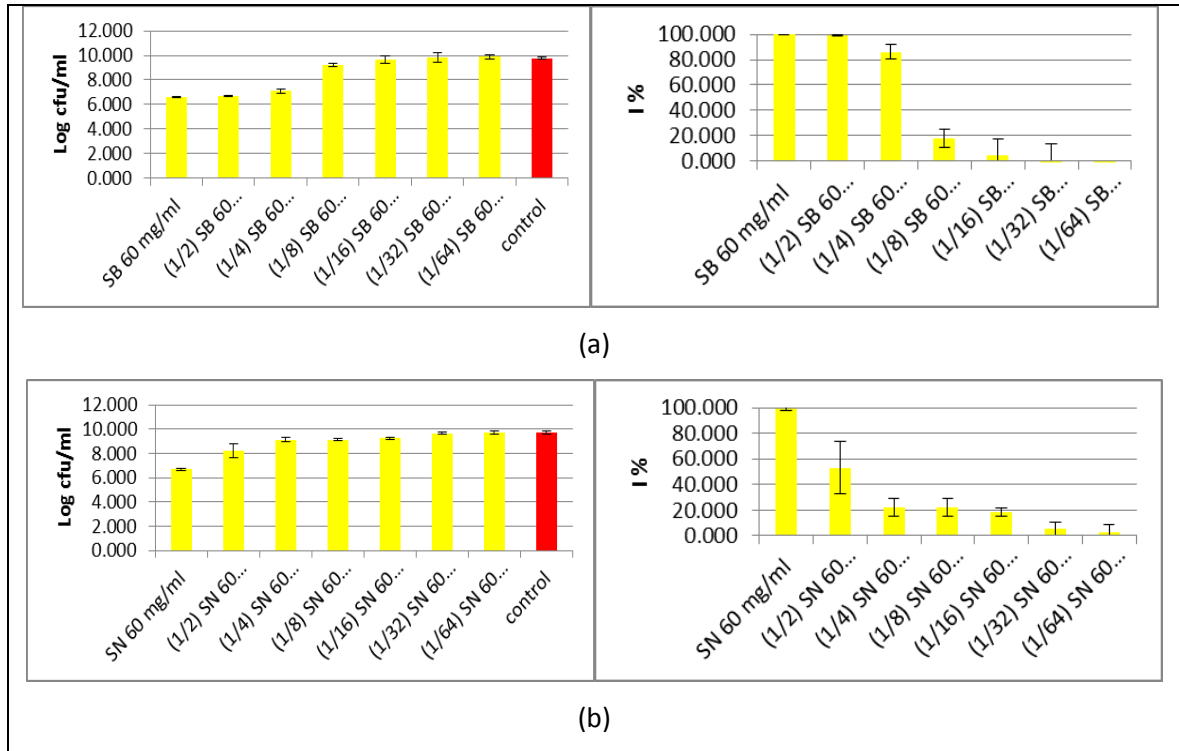 12.000
10.000
8.000
6.000
4.000
2.000
0.000
Log cfu/ml
SB 60 mg/ml
(1/2) SB 60...
(1/4) SB 60...
(1/8) SB 60...
(1/16) SB 60...
(1/32) SB 60...
(1/64) SB 60...
control
100.000
80.000
60.000
40.000
20.000
0.000
I %
SB 60 mg/ml
(1/2) SB 60...
(1/4) SB 60...
(1/8) SB 60...
(1/16) SB...
(1/32) SB...
(1/64) SB...
(a)
12.000
10.000
8.000
6.000
4.000
2.000
0.000
Log cfu/ml
SN 60 mg/ml
(1/2) SN 60...
(1/4) SN 60...
(1/8) SN 60...
(1/16) SN 60...
(1/32) SN 60...
(1/64) SN 60...
control
100.000
80.000
60.000
40.000
20.000
0.000
I %
SN 60 mg/ml
(1/2) SN 60...
(1/4) SN 60...
(1/8) SN 60...
(1/16) SN 60...
(1/32) SN 60...
(1/64) SN 60...
(b)